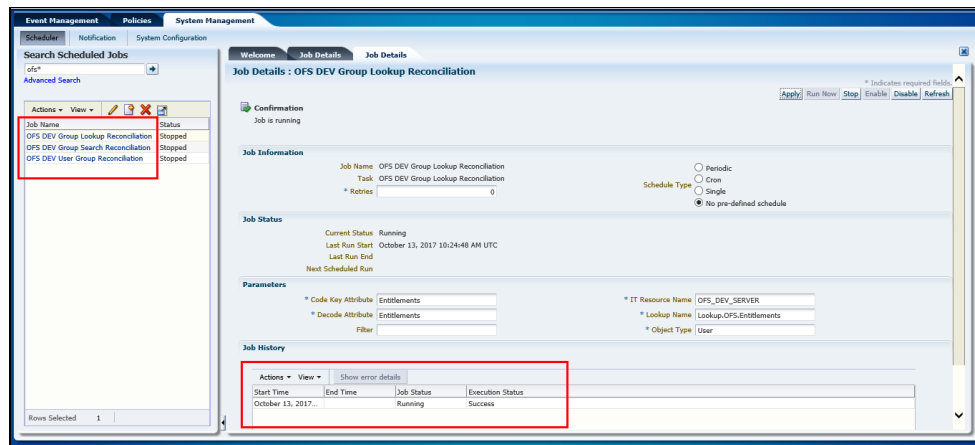 Event Management Policies System Management
Scheduler Notification System Configuration
Search Scheduled Jobs
ofs*
Advanced Search
Actions View
Job Name Status
OFS DEV Group Lookup Reconciliation Stopped
OFS DEV Group Search Reconciliation Stopped
OFS DEV User Group Reconciliation Stopped
Rows Selected 1
Welcome Job Details Job Details
Job Details : OFS DEV Group Lookup Reconciliation
* Indicates required fields.
Apply Run Now Stop Enable Disable Refresh
Confirmation
Job is running
Job Information
Job Name OFS DEV Group Lookup Reconciliation
Task OFS DEV Group Lookup Reconciliation
* Retries 0
Schedule Type
Periodic
Cron
Single
No pre-defined schedule
Job Status
Current Status Running
Last Run Start October 13, 2017 10:24:48 AM UTC
Last Run End
Next Scheduled Run
Parameters
* Code Key Attribute Entitlements
* Decode Attribute Entitlements
Filter
* IT Resource Name OFS_DEV_SERVER
* Lookup Name Lookup.OFS.Entitlements
* Object Type User
Job History
Actions View Show error details
Start Time End Time Job Status Execution Status
October 13, 2017... Running Success